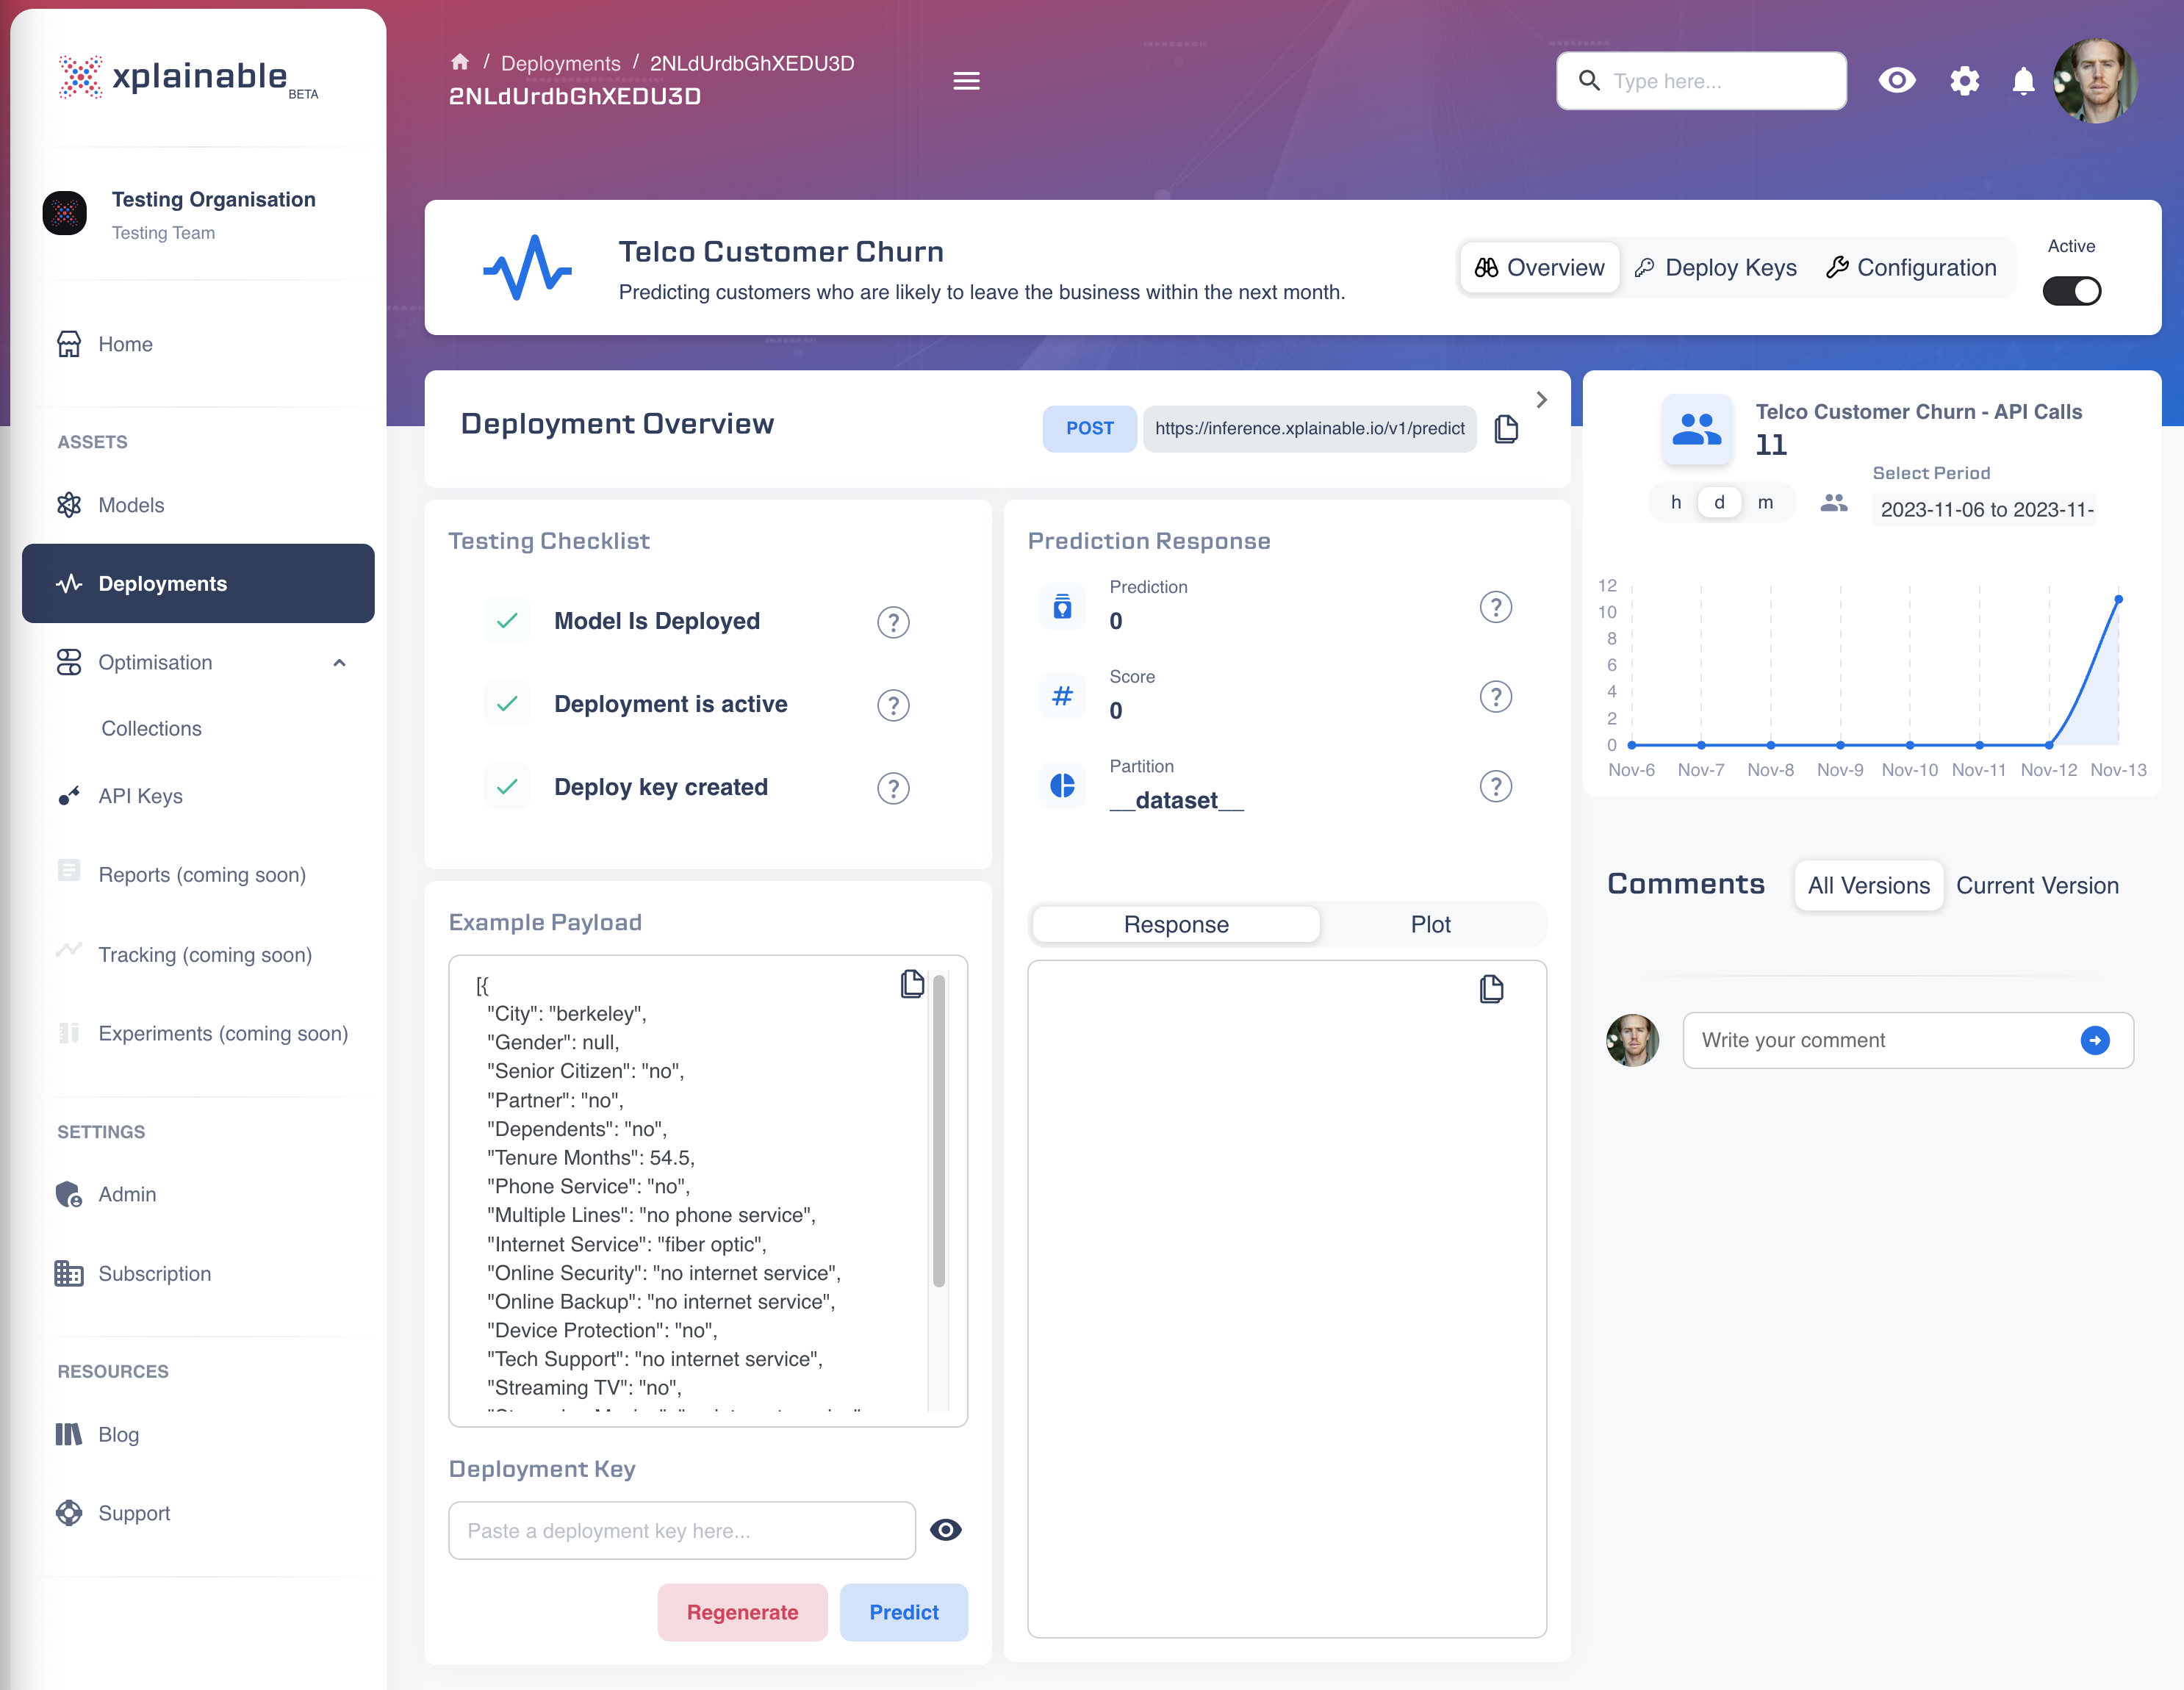 xplainable BETA
Testing Organisation
Testing Team
Home
ASSETS
Models
Deployments
Optimisation
Collections
API Keys
Reports (coming soon)
Tracking (coming soon)
Experiments (coming soon)
SETTINGS
Admin
Subscription
RESOURCES
Blog
Support
/ Deployments / 2NLdUrdbGhXEDU3D
2NLdUrdbGhXEDU3D
Type here...
Telco Customer Churn
Predicting customers who are likely to leave the business within the next month.
Overview
Deploy Keys
Configuration
Active
Deployment Overview
POST
https://inference.xplainable.io/v1/predict
Testing Checklist
Model Is Deployed
?
Deployment is active
?
Deploy key created
?
Example Payload
[{
"City": "berkeley",
"Gender": null,
"Senior Citizen": "no",
"Partner": "no",
"Dependents": "no",
"Tenure Months": 54.5,
"Phone Service": "no",
"Multiple Lines": "no phone service",
"Internet Service": "fiber optic",
"Online Security": "no internet service",
"Online Backup": "no internet service",
"Device Protection": "no",
"Tech Support": "no internet service",
"Streaming TV": "no",
Deployment Key
Paste a deployment key here...
Regenerate
Predict
Prediction Response
Prediction
0
?
Score
0
?
Partition
__dataset__
?
Response
Plot
Telco Customer Churn - API Calls
11
Select Period
h d m
2023-11-06 to 2023-11-
12
10
8
6
4
2
0
Nov-6 Nov-7 Nov-8 Nov-9 Nov-10 Nov-11 Nov-12 Nov-13
Comments
All Versions
Current Version
Write your comment